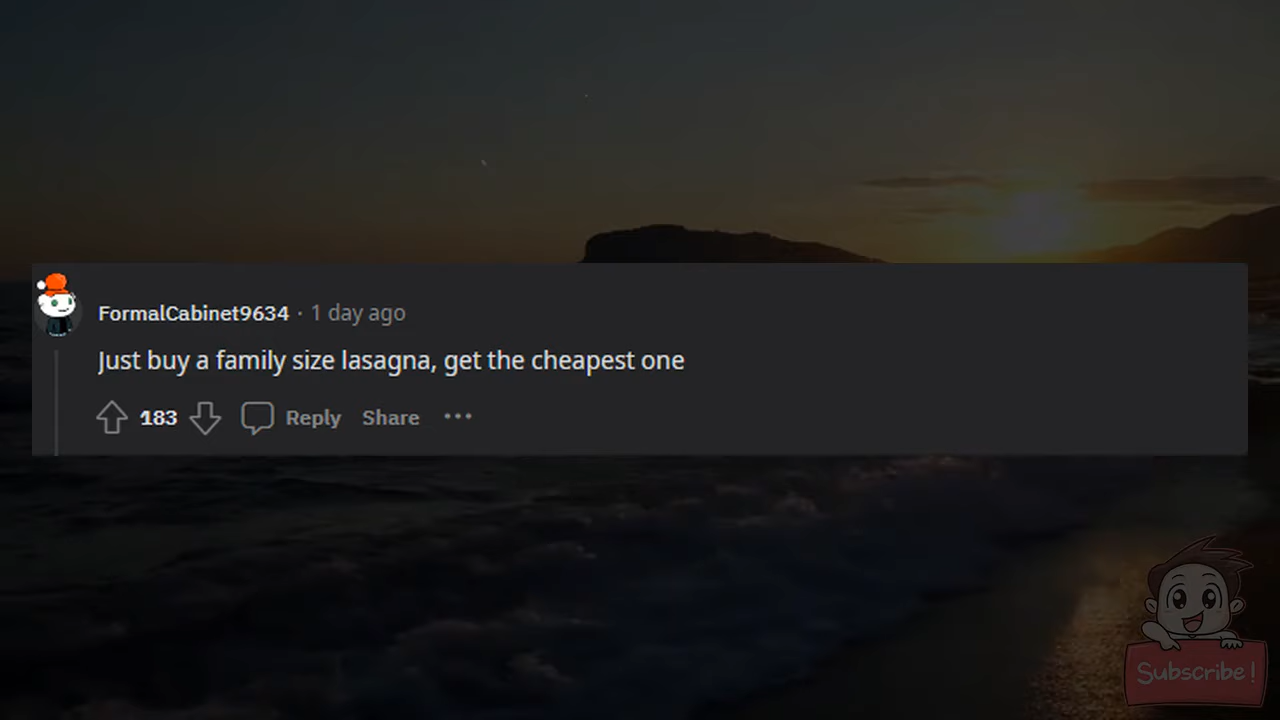 FormalCabinet9634 · 1 day ago
Just buy a family size lasagna, get the cheapest one
183 Reply Share ···
Subscribe!